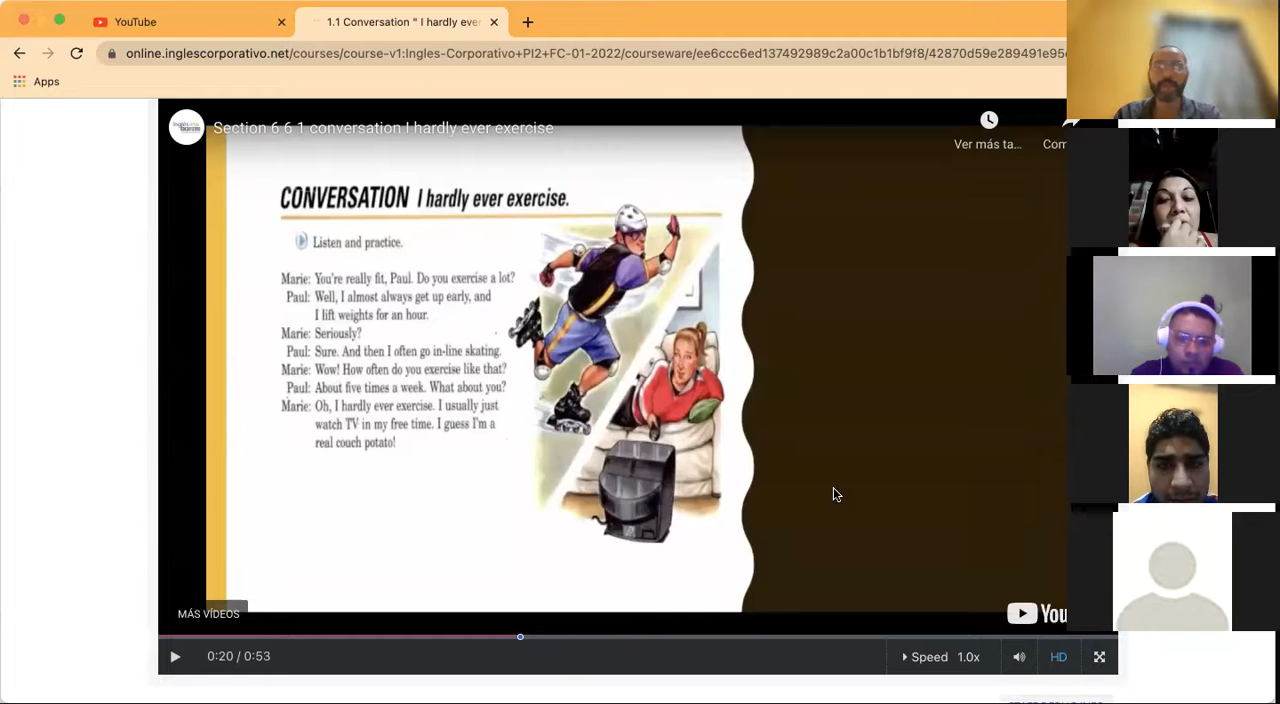 YouTube
1.1 Conversation " I hardly ever
online.inglescorporativo.net/courses/course-v1:Ingles-Corporativo+PI2+FC-01-2022/courseware/ee6ccc6ed137492989c2a00c1b1bf9f8/42870d59e289491e95
Apps
Section 6 6 1 conversation I hardly ever exercise
Ver más ta...
Com
CONVERSATION I hardly ever exercise.
Listen and practice.
Marie: You're really fit, Paul. Do you exercise a lot?
Paul: Well, I almost always get up early, and
I lift weights for an hour.
Marie: Seriously?
Paul: Sure. And then I often go in-line skating.
Marie: Wow! How often do you exercise like that?
Paul: About five times a week. What about you?
Marie: Oh, I hardly ever exercise. I usually just
watch TV in my free time. I guess I'm a
real couch potato!
MÁS VÍDEOS
You
0:20 / 0:53
Speed 1.0x
HD